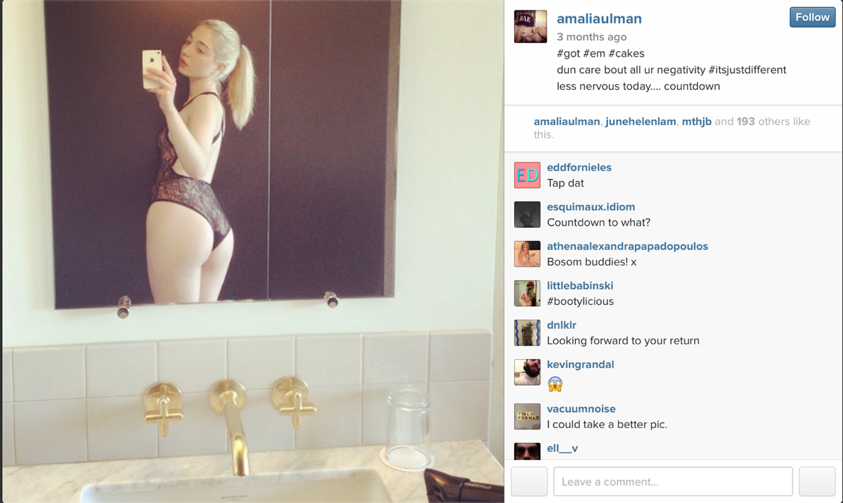 amaliaulman
Follow
3 months ago
#got #em #cakes
dun care bout all ur negativity #itsjustdifferent
less nervous today.... countdown
amaliaulman, junehelenlam, mthjb and 193 others like
this.
ED
eddfornieles
Tap dat
esquimaux.idiom
Countdown to what?
athenaalexandrapapadopoulos
Bosom buddies! x
littlebabinski
#bootylicious
dnlklr
Looking forward to your return
kevingrandal
😱
vacuumnoise
I could take a better pic.
ell__v
Leave a comment...